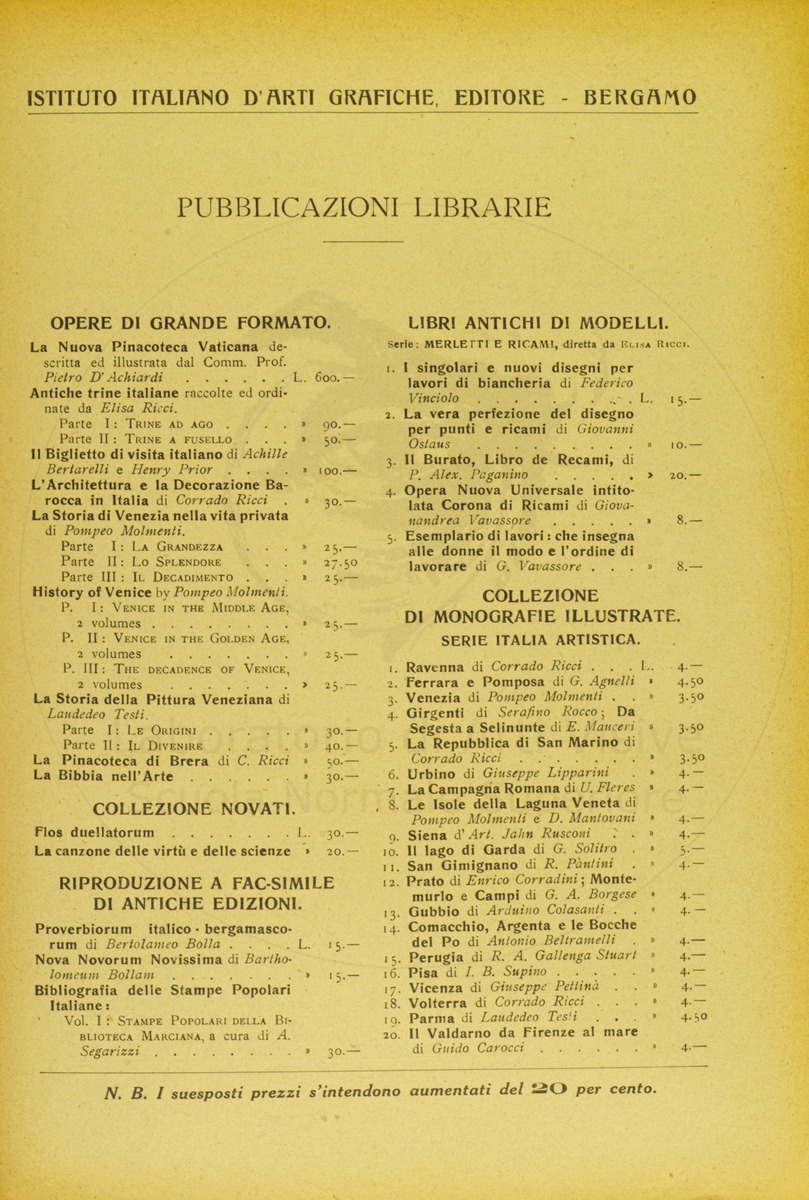 ISTITUTO ITALIANO D'ARTI GRAFICHE, EDITORE - BERGAMO
PUBBLICAZIONI LIBRARIE
OPERE DI GRANDE FORMATO.
La Nuova Pinacoteca Vaticana de-
scritta ed illustrata dal Comm. Prof.
Pietro D'Achiardi . . . . . . L. 600.—
Antiche trine italiane raccolte ed ordi-
nate da Elisa Ricci.
Parte I: TRINE AD AGO . . . . » 90.—
Parte II: TRINE A FUSELLO . . . » 50.—
Il Biglietto di visita italiano di Achille
Bertarelli e Henry Prior . . . . » 100.—
L'Architettura e la Decorazione Ba-
rocca in Italia di Corrado Ricci . » 30.—
La Storia di Venezia nella vita privata
di Pompeo Molmenti.
Parte I: LA GRANDEZZA . . . » 25.—
Parte II: LO SPLENDORE . . . » 27.50
Parte III: IL DECADIMENTO . . . » 25.—
History of Venice by Pompeo Molmenti.
P. I: VENICE IN THE MIDDLE AGE,
2 volumes . . . . . . . . » 25.—
P. II: VENICE IN THE GOLDEN AGE,
2 volumes . . . . . . . » 25.—
P. III: THE DECADENCE OF VENICE,
2 volumes . . . . . . . > 25.—
La Storia della Pittura Veneziana di
Laudedeo Testi.
Parte I: LE ORIGINI . . . . . » 30.—
Parte II: IL DIVENIRE . . . . » 40.—
La Pinacoteca di Brera di C. Ricci » 50.—
La Bibbia nell'Arte . . . . . . » 30.—
COLLEZIONE NOVATI.
Flos duellatorum . . . . . . . L. 30.—
La canzone delle virtù e delle scienze » 20.—
RIPRODUZIONE A FAC-SIMILE
DI ANTICHE EDIZIONI.
Proverbiorum italico - bergamasco-
rum di Bertolameo Bolla . . . . L. 15.—
Nova Novorum Novissima di Bartho-
lomeum Bollam . . . . . . . » 15.—
Bibliografia delle Stampe Popolari
Italiane:
Vol. I: STAMPE POPOLARI DELLA BI-
BLIOTECA MARCIANA, a cura di A.
Segarizzi . . . . . . . . » 30.—
LIBRI ANTICHI DI MODELLI.
Serie: MERLETTI E RICAMI, diretta da ELISA RICCI.
1. I singolari e nuovi disegni per
lavori di biancheria di Federico
Vinciolo . . . . . . . . . L. 15.—
2. La vera perfezione del disegno
per punti e ricami di Giovanni
Ostaus . . . . . . . . . » 10.—
3. Il Burato, Libro de Recami, di
P. Alex. Paganino . . . . . > 20.—
4. Opera Nuova Universale intito-
lata Corona di Ricami di Giova-
nandrea Vavassore . . . . . » 8.—
5. Esemplario di lavori: che insegna
alle donne il modo e l'ordine di
lavorare di G. Vavassore . . . » 8.—
COLLEZIONE
DI MONOGRAFIE ILLUSTRATE.
SERIE ITALIA ARTISTICA.
1. Ravenna di Corrado Ricci . . . L. 4.—
2. Ferrara e Pomposa di G. Agnelli » 4.50
3. Venezia di Pompeo Molmenti . . » 3.50
4. Girgenti di Serafino Rocco; Da
Segesta a Selinunte di E. Mauceri » 3.50
5. La Repubblica di San Marino di
Corrado Ricci . . . . . . . » 3.50
6. Urbino di Giuseppe Lipparini . » 4.—
7. La Campagna Romana di U. Fleres » 4.—
8. Le Isole della Laguna Veneta di
Pompeo Molmenti e D. Mantovani » 4.—
9. Siena d'Art. Jahn Rusconi . . » 4.—
10. Il lago di Garda di G. Solitro . » 5.—
11. San Gimignano di R. Pàntini . » 4.—
12. Prato di Enrico Corradini; Monte-
murlo e Campi di G. A. Borgese » 4.—
13. Gubbio di Arduino Colasanti . . » 4.—
14. Comacchio, Argenta e le Bocche
del Po di Antonio Beltramelli . » 4.—
15. Perugia di R. A. Gallenga Stuart » 4.—
16. Pisa di I. B. Supino . . . . . » 4.—
17. Vicenza di Giuseppe Pettinà . . » 4.—
18. Volterra di Corrado Ricci . . . » 4.—
19. Parma di Laudedeo Testi . . . » 4.50
20. Il Valdarno da Firenze al mare
di Guido Carocci . . . . . . » 4.—
N. B. I suesposti prezzi s'intendono aumentati del 20 per cento.